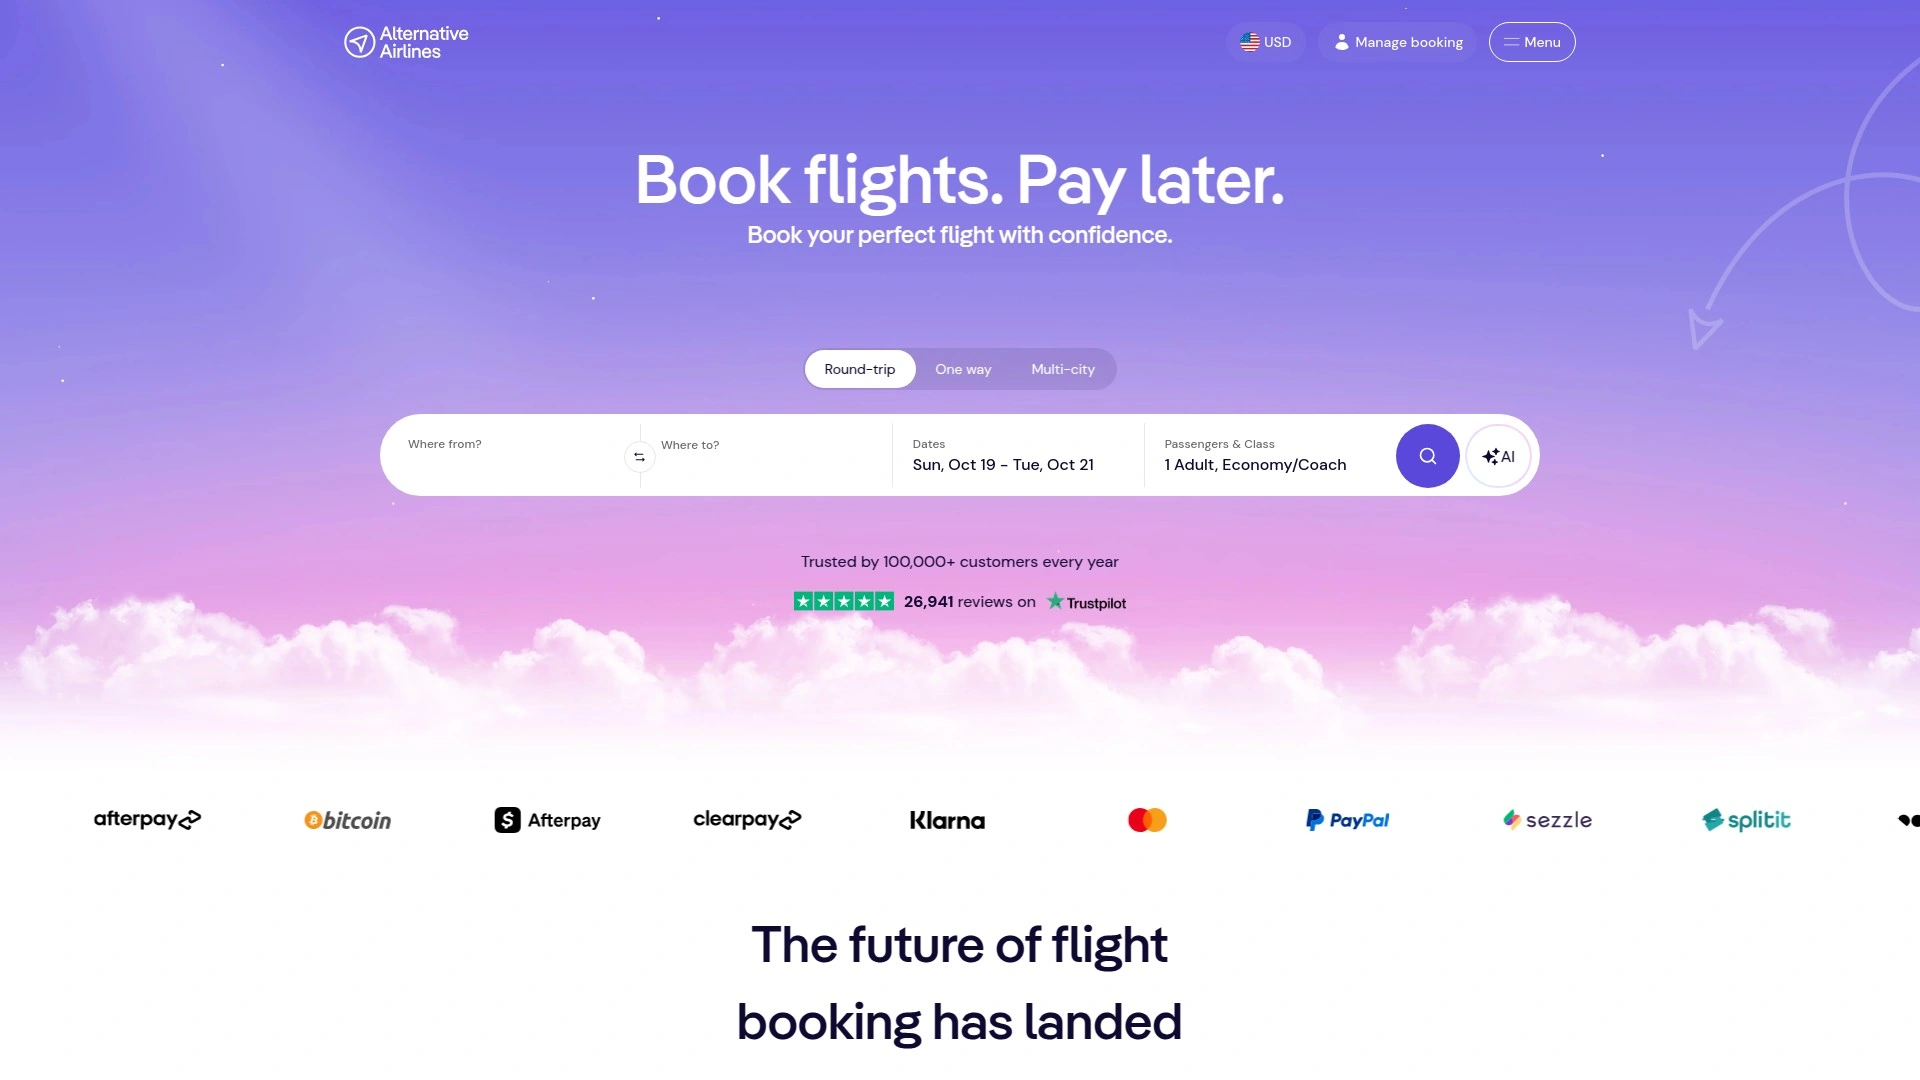 Alternative
Airlines
USD
Manage booking
Menu
Book flights. Pay later.
Book your perfect flight with confidence.
Round-trip
One way
Multi-city
Where from?
Where to?
Dates
Sun, Oct 19 - Tue, Oct 21
Passengers & Class
1 Adult, Economy/Coach
AI
Trusted by 100,000+ customers every year
26,941 reviews on Trustpilot
afterpay
bitcoin
Afterpay
clearpay
Klarna
PayPal
sezzle
splitit
The future of flight
booking has landed